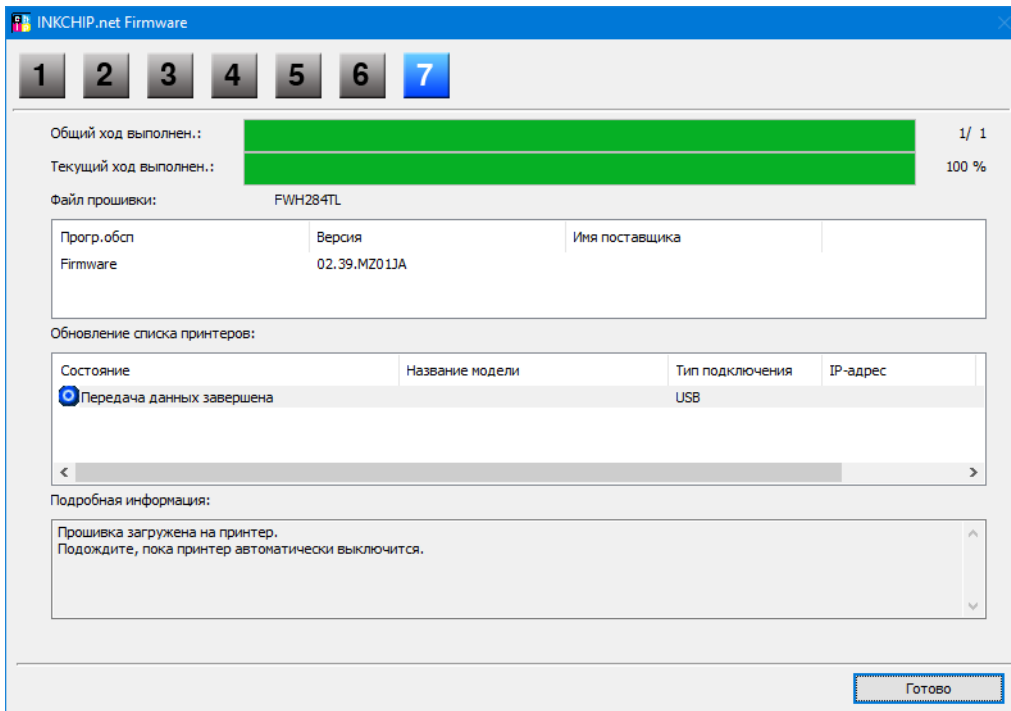 INKCHIP.net Firmware
1 2 3 4 5 6 7
Общий ход выполнен.: 1/ 1
Текущий ход выполнен.: 100 %
Файл прошивки: FWH284TL
Прогр.обсп Версия Имя поставщика
Firmware 02.39.MZ01JA
Обновление списка принтеров:
Состояние Название модели Тип подключения IP-адрес
Передача данных завершена USB
Подробная информация:
Прошивка загружена на принтер.
Подождите, пока принтер автоматически выключится.
Готово